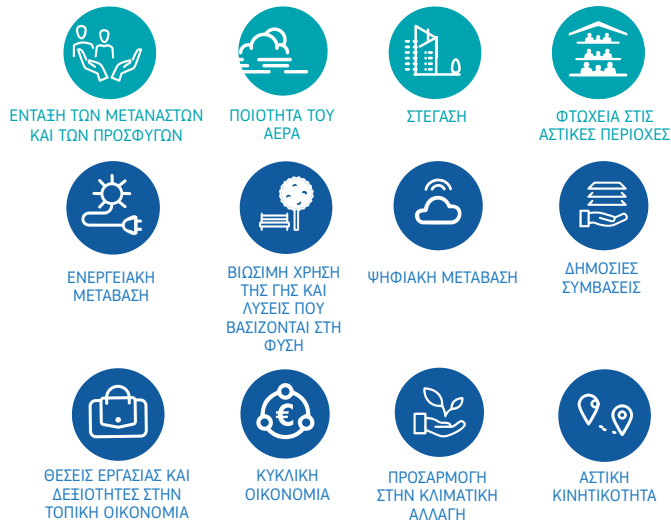 ΕΝΤΑΞΗ ΤΩΝ ΜΕΤΑΝΑΣΤΩΝ
ΚΑΙ ΤΩΝ ΠΡΟΣΦΥΓΩΝ
ΠΟΙΟΤΗΤΑ ΤΟΥ
ΑΕΡΑ
ΣΤΕΓΑΣΗ
ΦΤΩΧΕΙΑ ΣΤΙΣ
ΑΣΤΙΚΕΣ ΠΕΡΙΟΧΕΣ
ΕΝΕΡΓΕΙΑΚΗ
ΜΕΤΑΒΑΣΗ
ΒΙΩΣΙΜΗ ΧΡΗΣΗ
ΤΗΣ ΓΗΣ ΚΑΙ
ΛΥΣΕΙΣ ΠΟΥ
ΒΑΣΙΖΟΝΤΑΙ ΣΤΗ
ΦΥΣΗ
ΨΗΦΙΑΚΗ ΜΕΤΑΒΑΣΗ
ΔΗΜΟΣΙΕΣ
ΣΥΜΒΑΣΕΙΣ
€
ΘΕΣΕΙΣ ΕΡΓΑΣΙΑΣ ΚΑΙ
ΔΕΞΙΟΤΗΤΕΣ ΣΤΗΝ
ΤΟΠΙΚΗ ΟΙΚΟΝΟΜΙΑ
ΚΥΚΛΙΚΗ
ΟΙΚΟΝΟΜΙΑ
ΠΡΟΣΑΡΜΟΓΗ
ΣΤΗΝ ΚΛΙΜΑΤΙΚΗ
ΑΛΛΑΓΗ
ΑΣΤΙΚΗ
ΚΙΝΗΤΙΚΟΤΗΤΑ